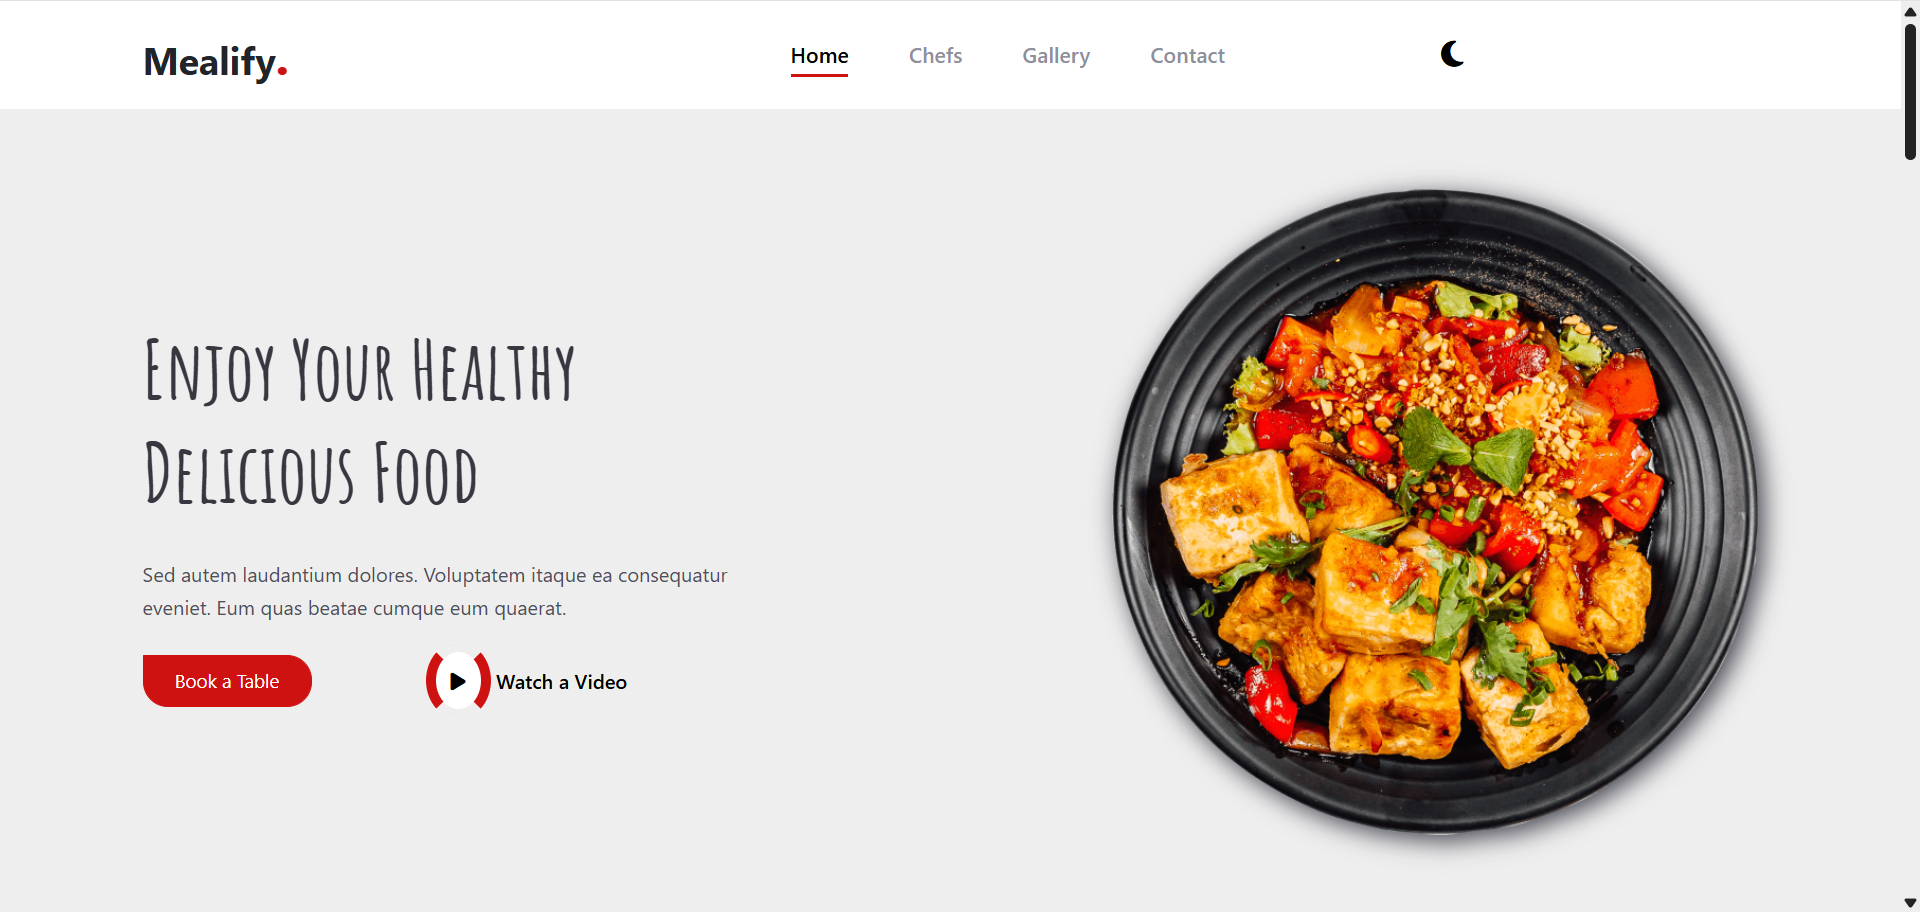 Mealify.
Home Chefs Gallery Contact
Enjoy Your Healthy
Delicious Food
Sed autem laudantium dolores. Voluptatem itaque ea consequatur
eveniet. Eum quas beatae cumque eum quaerat.
Book a Table
Watch a Video